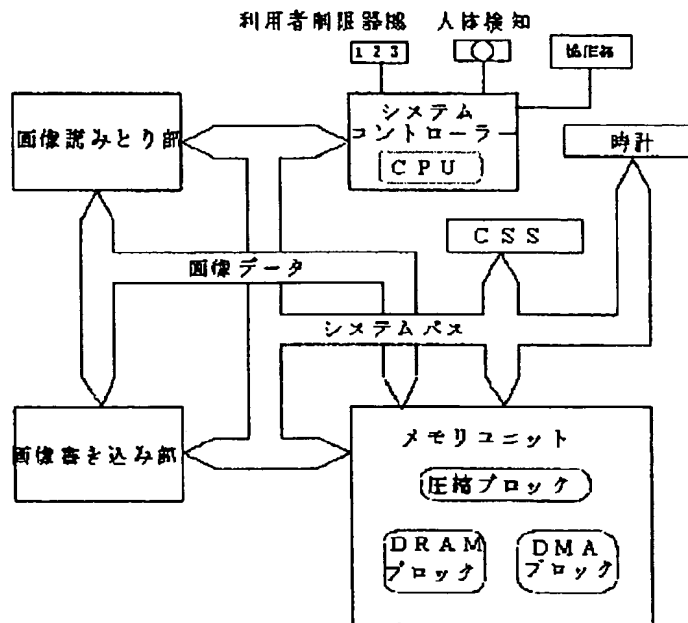 利用者制限器機 人体検知
1 2 3
画像読みとり部
システム
コントローラー
CPU
時計
CSS
画像データ
システムバス
画像書き込み部
メモリユニット
圧縮ブロック
DRAM
ブロック
DMA
ブロック